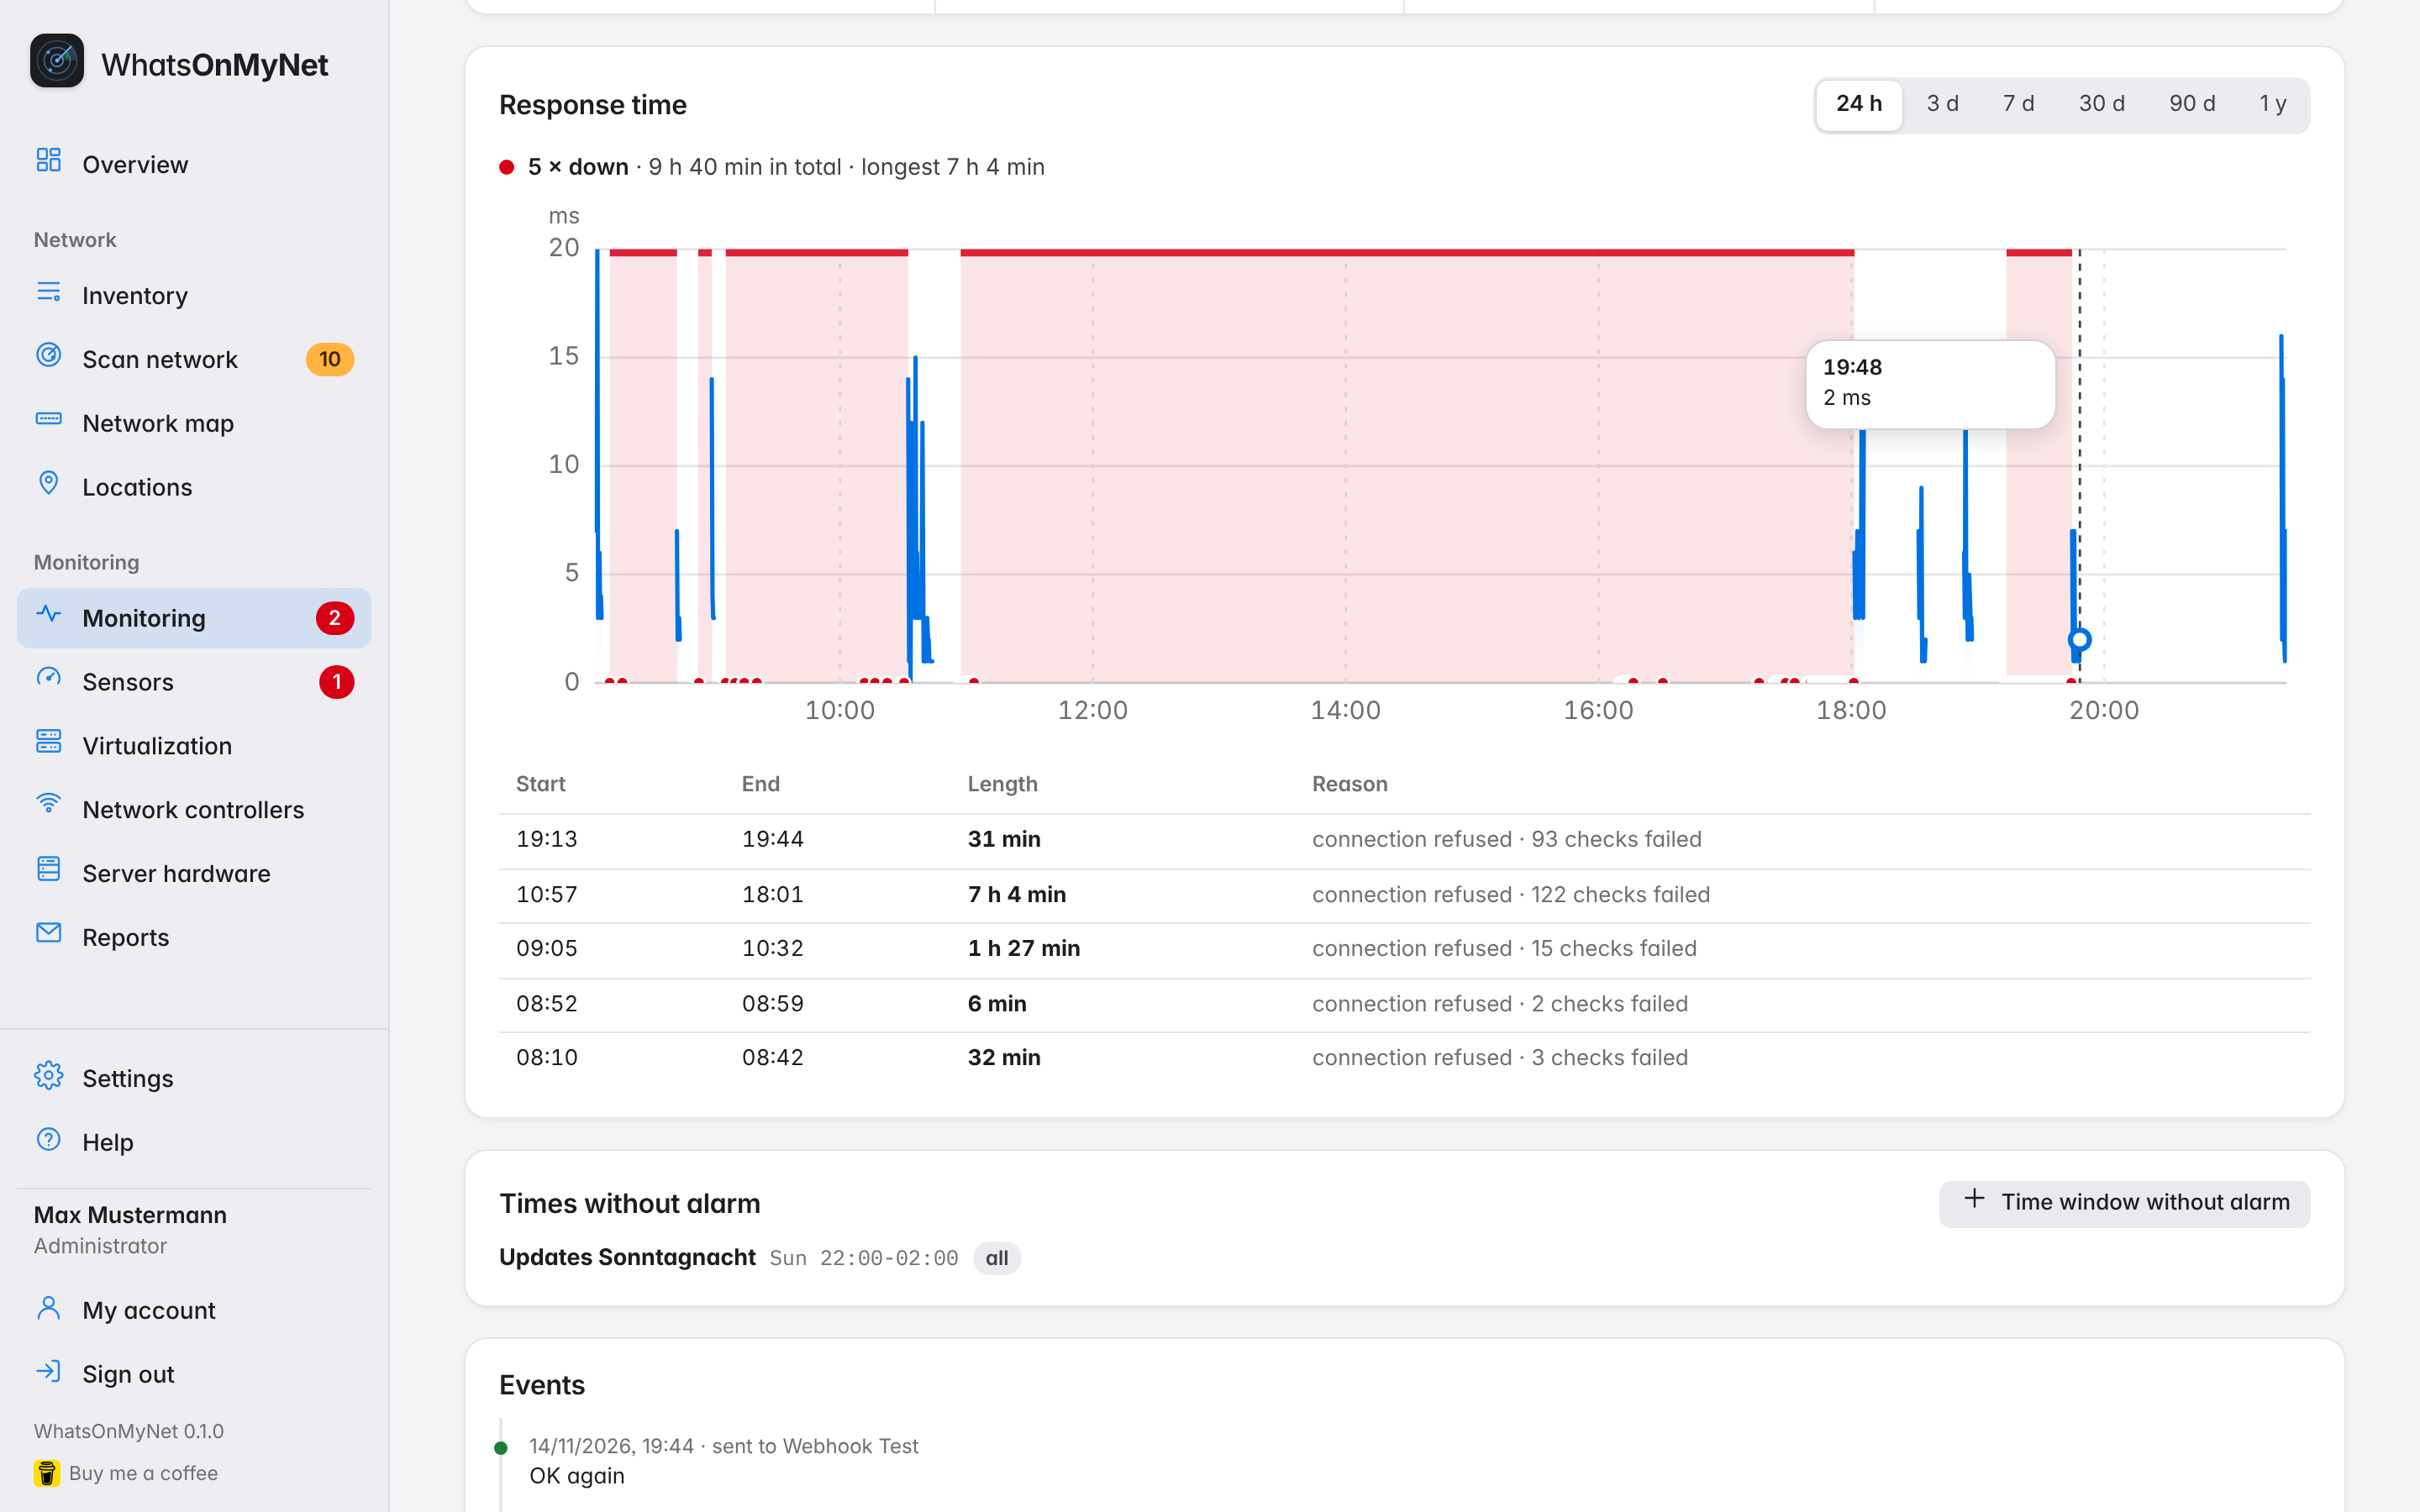 WhatsOnMyNet
Overview
Network
Inventory
Scan network 10
Network map
Locations
Monitoring
Monitoring 2
Sensors 1
Virtualization
Network controllers
Server hardware
Reports
Settings
Help
Max Mustermann
Administrator
My account
Sign out
WhatsOnMyNet 0.1.0
Buy me a coffee
Response time
24 h 3 d 7 d 30 d 90 d 1 y
5 × down · 9 h 40 min in total · longest 7 h 4 min
ms
20
15
10
5
0
19:48
2 ms
10:00 12:00 14:00 16:00 18:00 20:00
Start End Length Reason
19:13 19:44 31 min connection refused · 93 checks failed
10:57 18:01 7 h 4 min connection refused · 122 checks failed
09:05 10:32 1 h 27 min connection refused · 15 checks failed
08:52 08:59 6 min connection refused · 2 checks failed
08:10 08:42 32 min connection refused · 3 checks failed
Times without alarm
+ Time window without alarm
Updates Sonntagnacht Sun 22:00-02:00 all
Events
14/11/2026, 19:44 · sent to Webhook Test
OK again